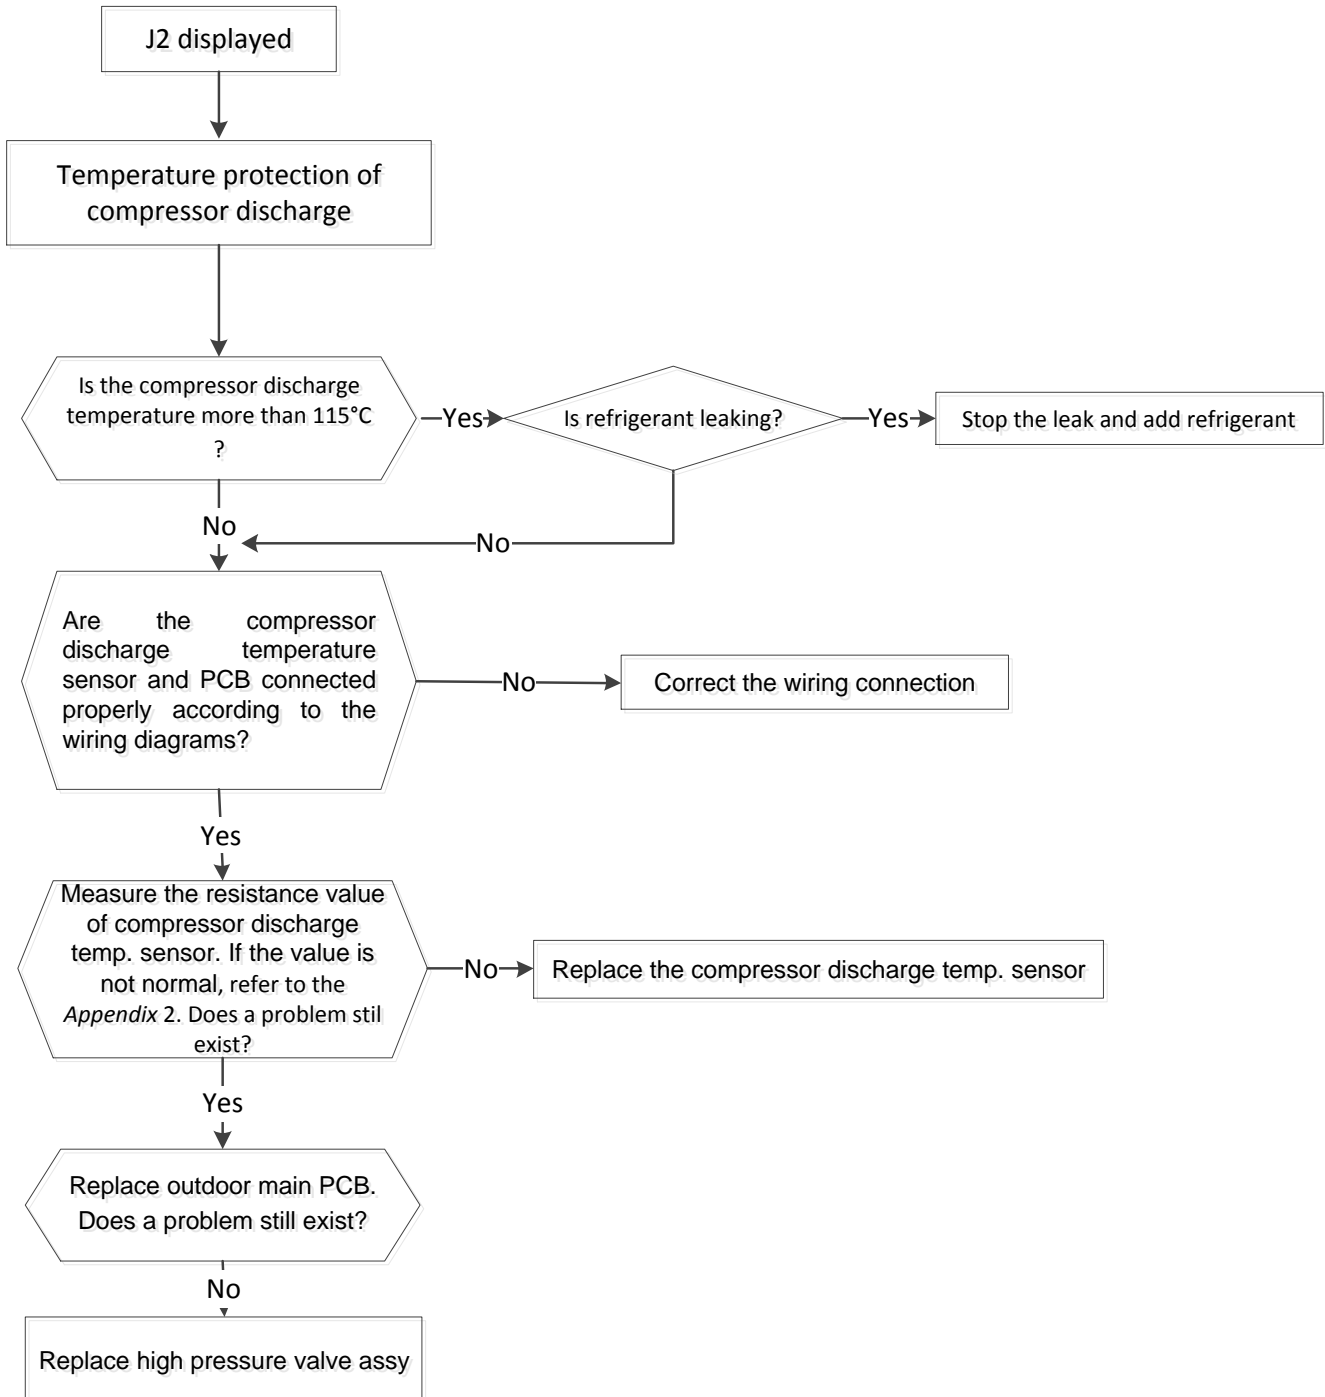 J2 displayed
Temperature protection of
compressor discharge
Is the compressor discharge
temperature more than 115°C
?
Yes
Is refrigerant leaking?
Yes
Stop the leak and add refrigerant
No
No
Are the compressor
discharge temperature
sensor and PCB connected
properly according to the
wiring diagrams?
No
Correct the wiring connection
Yes
Measure the resistance value
of compressor discharge
temp. sensor. If the value is
not normal, refer to the
Appendix 2. Does a problem stil
exist?
No
Replace the compressor discharge temp. sensor
Yes
Replace outdoor main PCB.
Does a problem still exist?
No
Replace high pressure valve assy